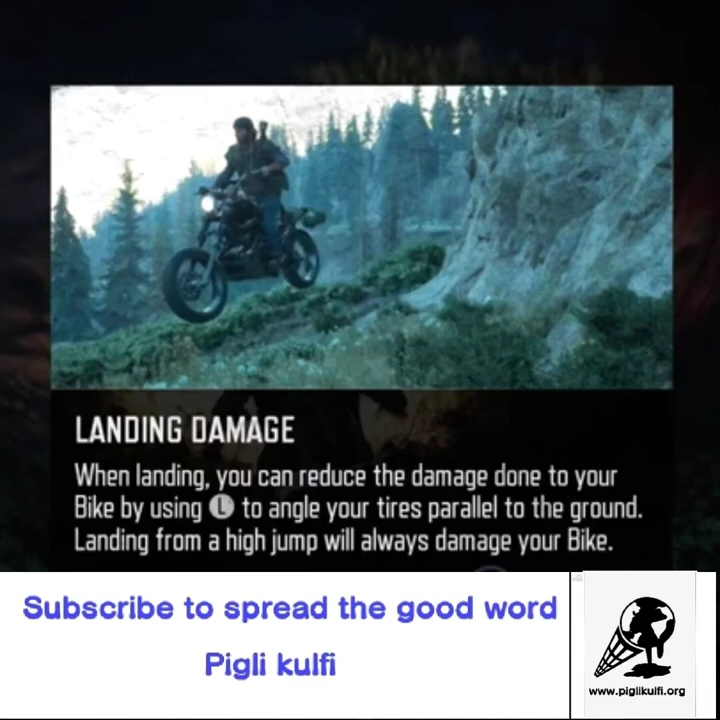 LANDING DAMAGE
When landing, you can reduce the damage done to your
Bike by using L to angle your tires parallel to the ground.
Landing from a high jump will always damage your Bike.
Subscribe to spread the good word
Pigli kulfi
www.piglikulfi.org